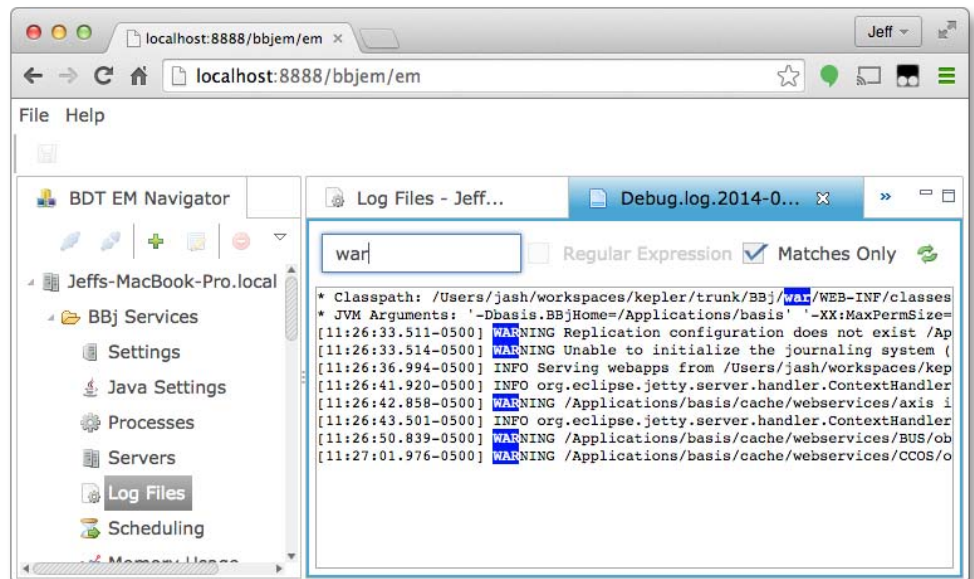 localhost:8888/bbjem/em
Jeff
localhost:8888/bbjem/em
File Help
BDT EM Navigator
Jeffs-MacBook-Pro.local
BBj Services
Settings
Java Settings
Processes
Servers
Log Files
Scheduling
Memory Usage
Log Files - Jeff...
Debug.log.2014-0...
»
war
Regular Expression
Matches Only
* Classpath: /Users/jash/workspaces/kepler/trunk/BBj/war/WEB-INF/classes
* JVM Arguments: '-Dbasis.BBjHome=/Applications/basis' '-XX:MaxPermSize=
[11:26:33.511-0500] WARNING Replication configuration does not exist /Ap
[11:26:33.514-0500] WARNING Unable to initialize the journaling system (
[11:26:36.994-0500] INFO Serving webapps from /Users/jash/workspaces/kep
[11:26:41.920-0500] INFO org.eclipse.jetty.server.handler.ContextHandler
[11:26:42.858-0500] WARNING /Applications/basis/cache/webservices/axis i
[11:26:43.501-0500] INFO org.eclipse.jetty.server.handler.ContextHandler
[11:26:50.839-0500] WARNING /Applications/basis/cache/webservices/BUS/ob
[11:27:01.976-0500] WARNING /Applications/basis/cache/webservices/CCOS/o